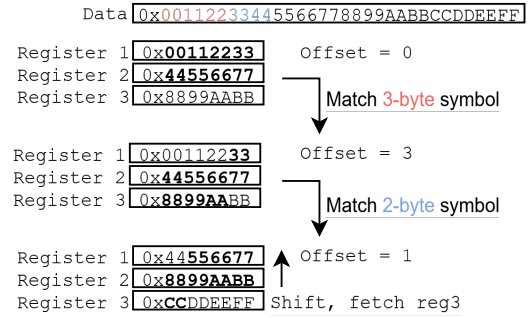 Data 0x00112233445566778899AABBCCDDEEFF
Register 1 0x00112233 Offset = 0
Register 2 0x44556677
Register 3 0x8899AABB
Match 3-byte symbol
Register 1 0x00112233 Offset = 3
Register 2 0x44556677
Register 3 0x8899AABB
Match 2-byte symbol
Register 1 0x44556677 Offset = 1
Register 2 0x8899AABB
Register 3 0xCCDDEEFF Shift, fetch reg3